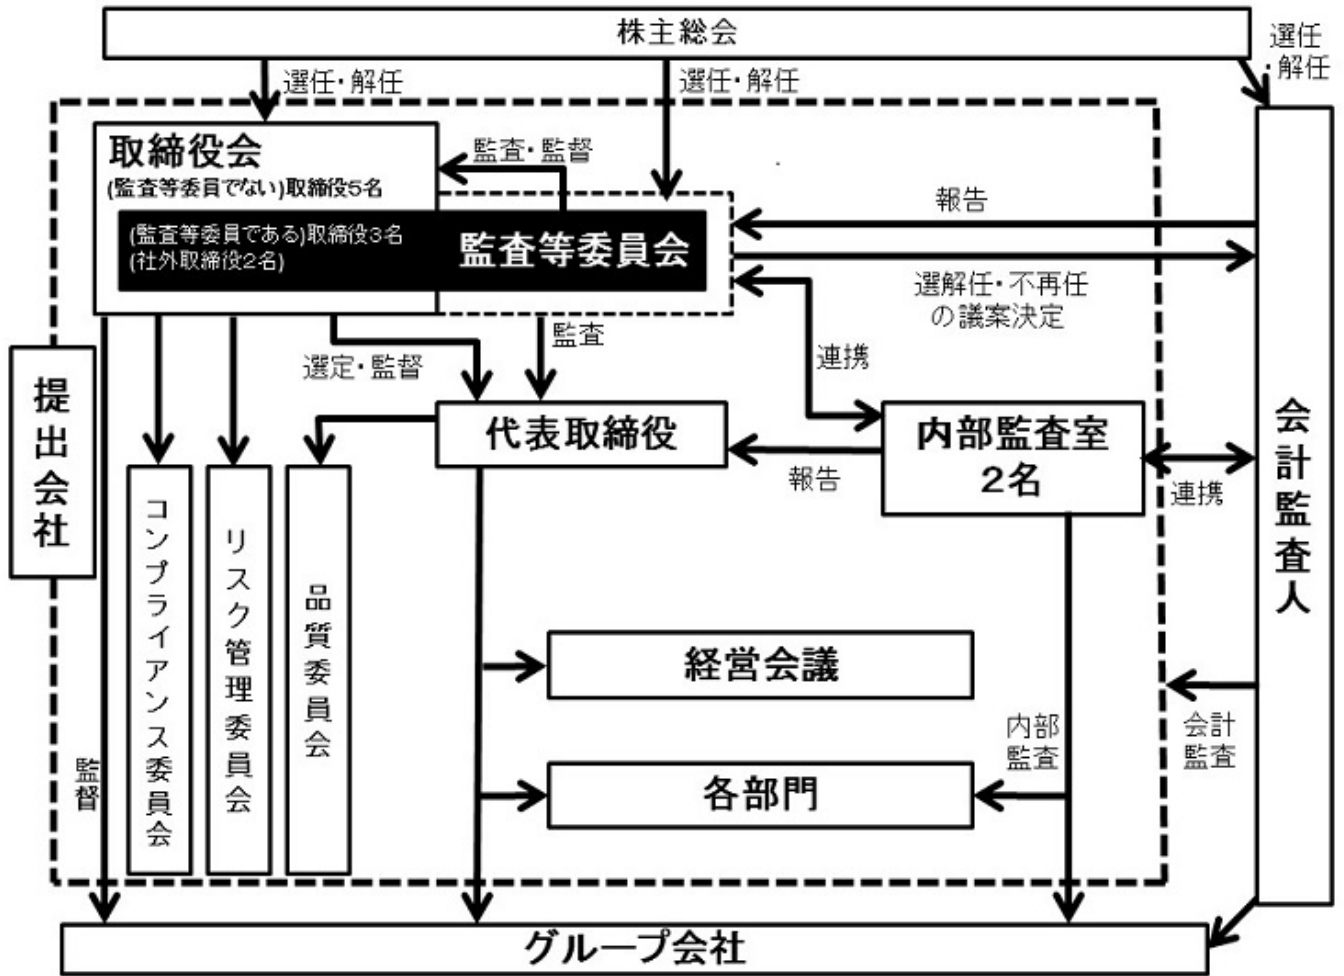 株主総会
選任・解任
選任・解任
選任
・解任
取締役会
(監査等委員でない)取締役5名
監査・監督
(監査等委員である)取締役3名
(社外取締役2名)
監査等委員会
報告
選解任・不再任
の議案決定
監査
選定・監督
連携
提出会社
代表取締役
報告
内部監査室
2名
連携
会計監査人
コンプライアンス委員会
リスク管理委員会
品質委員会
経営会議
内部
監査
会計
監査
監督
各部門
グループ会社